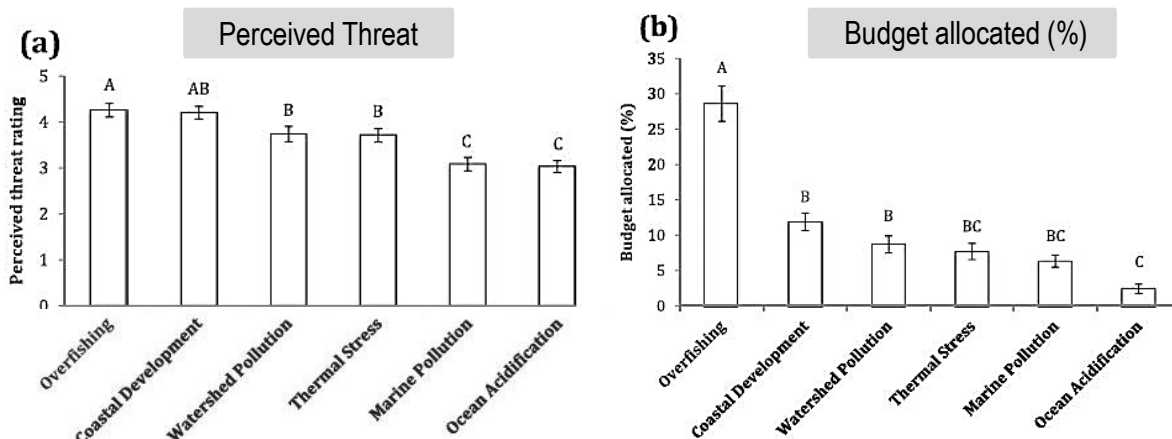 (a)
Perceived Threat
Perceived threat rating
5
4
3
2
1
0
A
AB
B
B
C
C
Overfishing
Coastal Development
Watershed Pollution
Thermal Stress
Marine Pollution
Ocean Acidification
(b)
Budget allocated (%)
Budget allocated (%)
35
30
25
20
15
10
5
0
A
B
B
BC
BC
C
Overfishing
Coastal Development
Watershed Pollution
Thermal Stress
Marine Pollution
Ocean Acidification